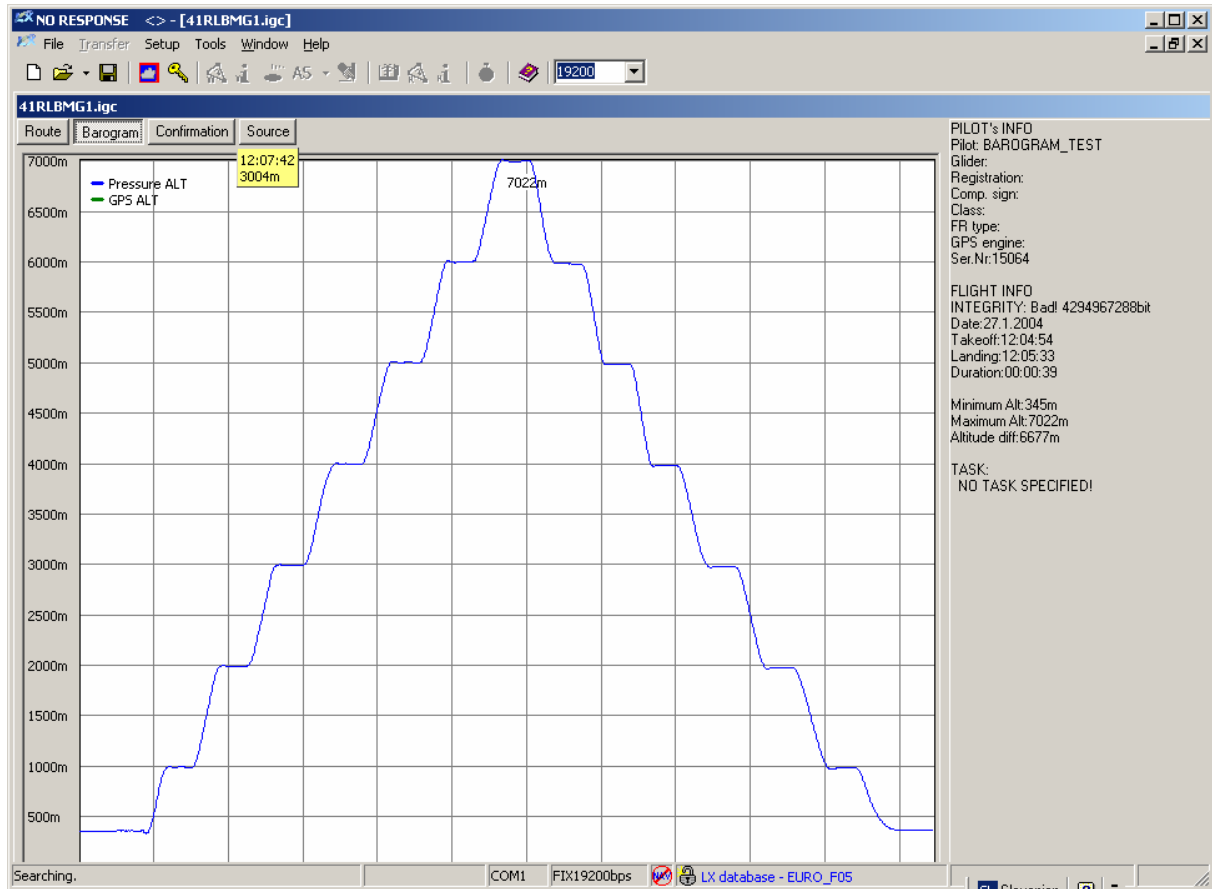 NO RESPONSE <> - [41RLBMG1.igc]
File Transfer Setup Tools Window Help
AS 19200
41RLBMG1.igc
Route Barogram Confirmation Source
12:07:42
3004m
7000m
Pressure ALT
GPS ALT
7022m
6500m
6000m
5500m
5000m
4500m
4000m
3500m
3000m
2500m
2000m
1500m
1000m
500m
PILOT's INFO
Pilot: BAROGRAM_TEST
Glider:
Registration:
Comp. sign:
Class:
FR type:
GPS engine:
Ser.Nr:15064
FLIGHT INFO
INTEGRITY: Bad! 4294967288bit
Date:27.1.2004
Takeoff:12:04:54
Landing:12:05:33
Duration:00:00:39
Minimum Alt:345m
Maximum Alt:7022m
Altitude diff:6677m
TASK:
NO TASK SPECIFIED!
Searching. COM1 FIX19200bps NAV LX database - EURO_F05